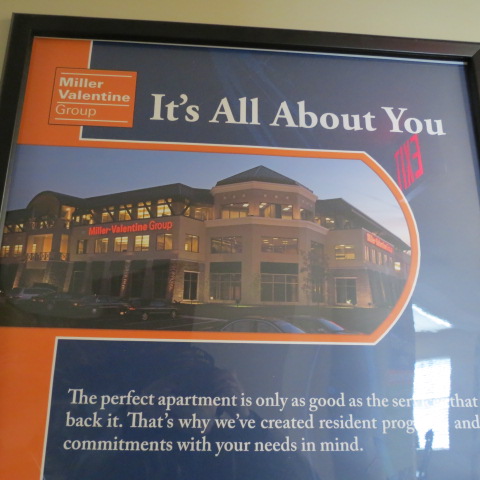 Miller
Valentine
Group
It's All About You
EXIT
Miller-Valentine Group
The perfect apartment is only as good as the that
back it. That's why we've created resident and
commitments with your needs in mind.